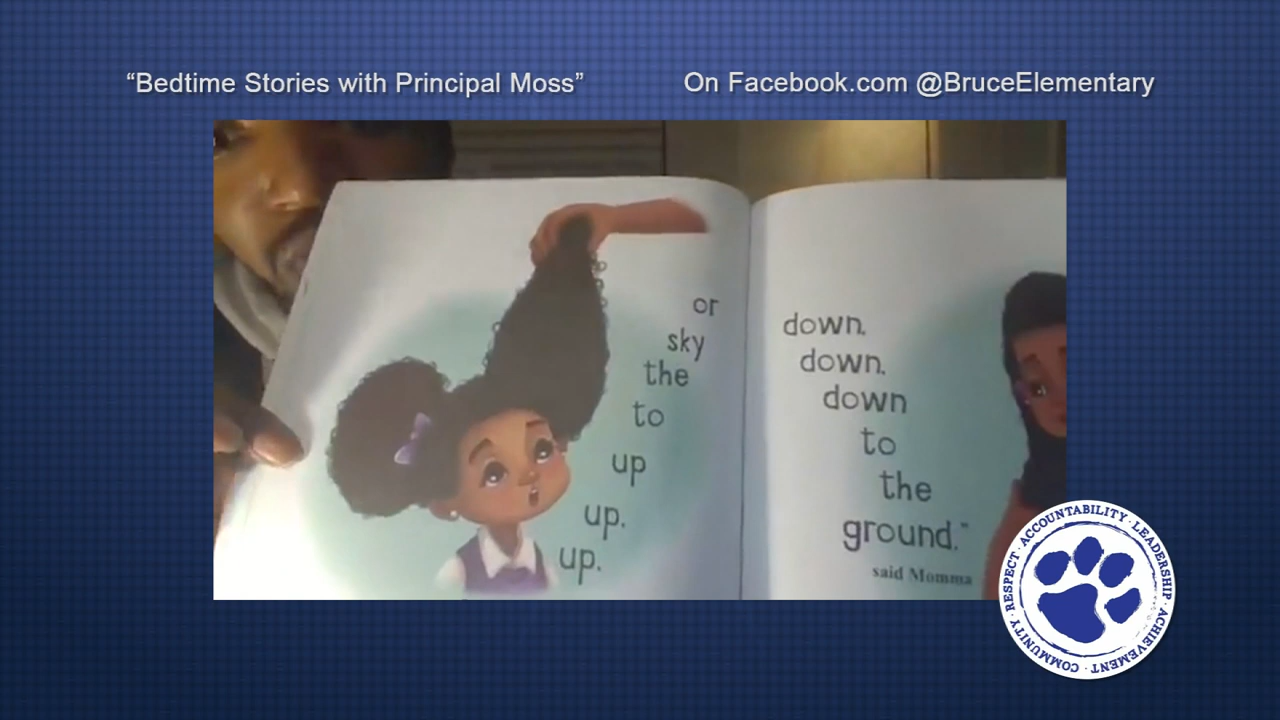 “Bedtime Stories with Principal Moss”
On Facebook.com @BruceElementary
up,
up,
up
to
the
sky
or
down,
down,
down
to
the
ground,"
said Momma
RESPECT · ACCOUNTABILITY · LEADERSHIP · ACHIEVEMENT · COMMUNITY ·